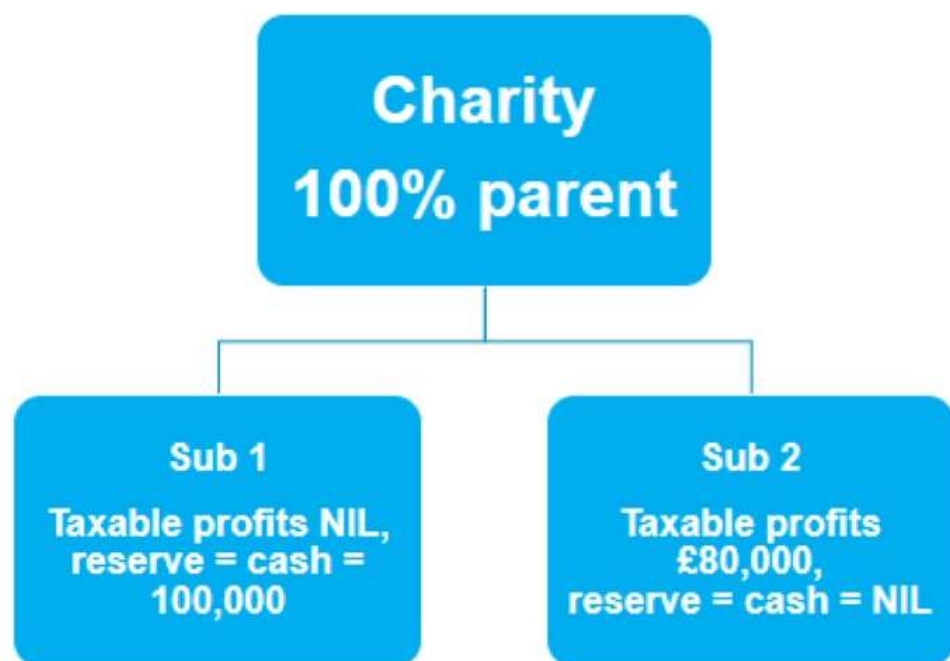 Charity
100% parent
Sub 1
Taxable profits NIL,
reserve = cash =
100,000
Sub 2
Taxable profits
£80,000,
reserve = cash = NIL